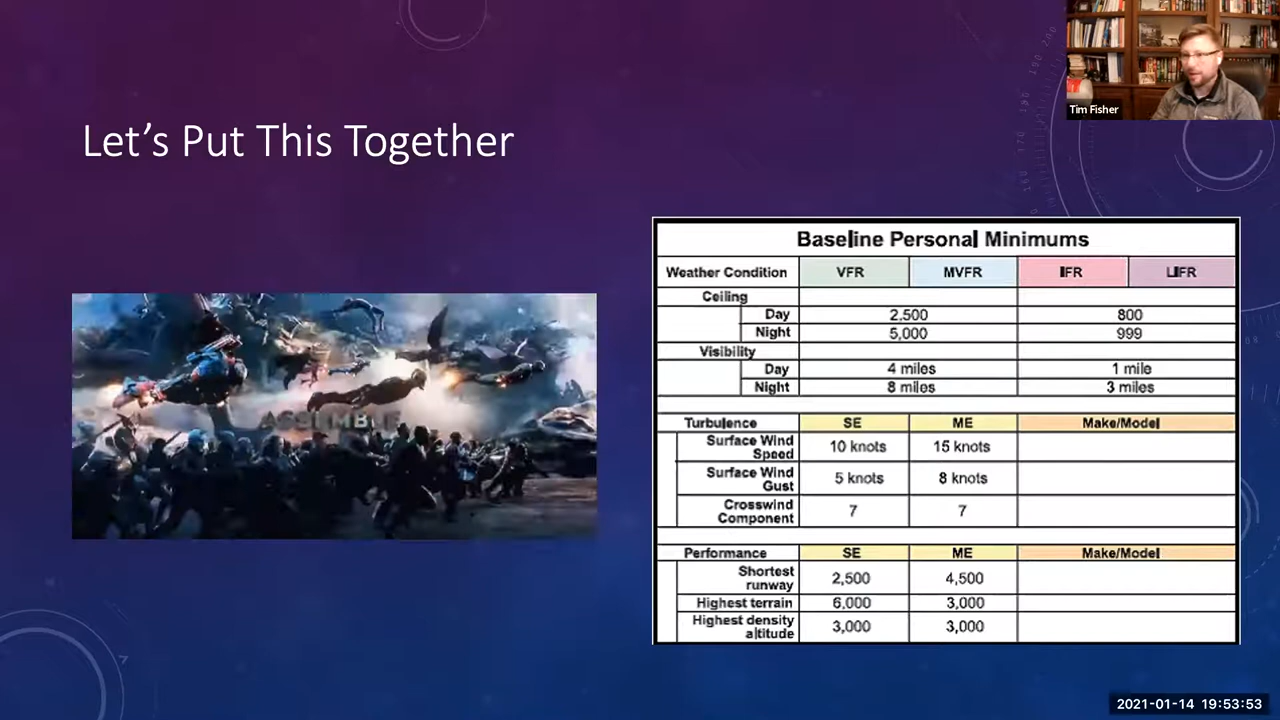 Tim Fisher
Let's Put This Together
ASSEMBLE
Baseline Personal Minimums
Weather Condition VFR MVFR IFR LIFR
Ceiling
Day 2,500 800
Night 5,000 999
Visibility
Day 4 miles 1 mile
Night 8 miles 3 miles
Turbulence SE ME Make/Model
Surface Wind
Speed 10 knots 15 knots
Surface Wind
Gust 5 knots 8 knots
Crosswind
Component 7 7
Performance SE ME Make/Model
Shortest
runway 2,500 4,500
Highest terrain 6,000 3,000
Highest density
altitude 3,000 3,000
2021-01-14 19:53:53